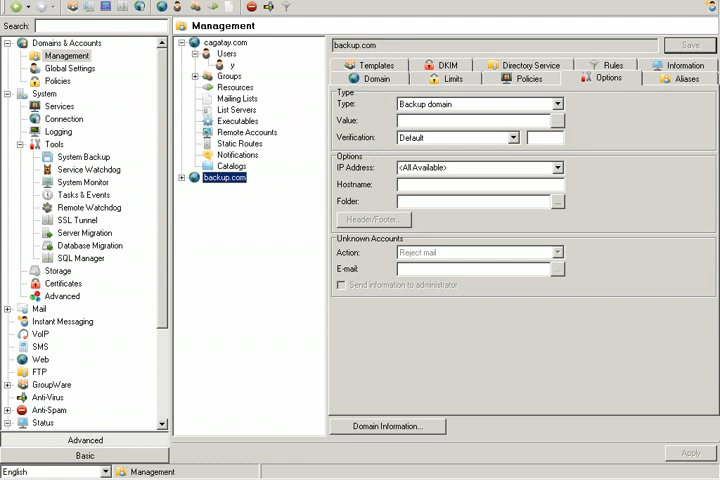 Management
Search:
Domains & Accounts
Management
Global Settings
Policies
System
Services
Connection
Logging
Tools
System Backup
Service Watchdog
System Monitor
Tasks & Events
Remote Watchdog
SSL Tunnel
Server Migration
Database Migration
SQL Manager
Storage
Certificates
Advanced
Mail
Instant Messaging
VoIP
SMS
Web
FTP
GroupWare
Anti-Virus
Anti-Spam
Status
Advanced
Basic
cagatay.com
Users
y
Groups
Resources
Mailing Lists
List Servers
Executables
Remote Accounts
Static Routes
Notifications
Catalogs
backup.com
backup.com
Save
Templates DKIM Directory Service Rules Information
Domain Limits Policies Options Aliases
Type
Type: Backup domain
Value:
Verification: Default
Options
IP Address: <All Available>
Hostname:
Folder: ...
Header/Footer...
Unknown Accounts
Action: Reject mail
E-mail: ...
Send information to administrator
Domain Information...
Apply
English
Management